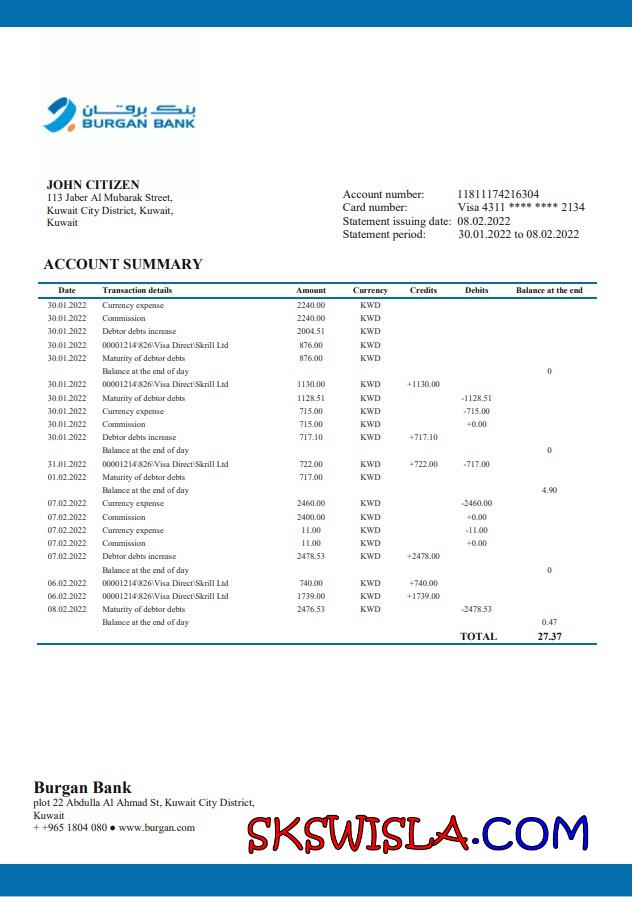 بنك برقان
BURGAN BANK
JOHN CITIZEN
113 Jaber Al Mubarak Street,
Kuwait City District, Kuwait,
Kuwait
Account number: 11811174216304
Card number: Visa 4311 **** **** 2134
Statement issuing date: 08.02.2022
Statement period: 30.01.2022 to 08.02.2022
ACCOUNT SUMMARY
Date Transaction details Amount Currency Credits Debits Balance at the end
30.01.2022 Currency expense 2240.00 KWD
30.01.2022 Commission 2240.00 KWD
30.01.2022 Debtor debts increase 2004.51 KWD
30.01.2022 00001214\826\Visa Direct\Skrill Ltd 876.00 KWD
30.01.2022 Maturity of debtor debts 876.00 KWD
Balance at the end of day 0
30.01.2022 00001214\826\Visa Direct\Skrill Ltd 1130.00 KWD +1130.00
30.01.2022 Maturity of debtor debts 1128.51 KWD -1128.51
30.01.2022 Currency expense 715.00 KWD -715.00
30.01.2022 Commission 715.00 KWD +0.00
30.01.2022 Debtor debts increase 717.10 KWD +717.10
Balance at the end of day 0
31.01.2022 00001214\826\Visa Direct\Skrill Ltd 722.00 KWD +722.00 -717.00
01.02.2022 Maturity of debtor debts 717.00 KWD
Balance at the end of day 4.90
07.02.2022 Currency expense 2460.00 KWD -2460.00
07.02.2022 Commission 2400.00 KWD +0.00
07.02.2022 Currency expense 11.00 KWD -11.00
07.02.2022 Commission 11.00 KWD +0.00
07.02.2022 Debtor debts increase 2478.53 KWD +2478.00
Balance at the end of day 0
06.02.2022 00001214\826\Visa Direct\Skrill Ltd 740.00 KWD +740.00
06.02.2022 00001214\826\Visa Direct\Skrill Ltd 1739.00 KWD +1739.00
08.02.2022 Maturity of debtor debts 2476.53 KWD -2478.53
Balance at the end of day 0.47
TOTAL 27.37
Burgan Bank
plot 22 Abdulla Al Ahmad St, Kuwait City District,
Kuwait
+ +965 1804 080 ● www.burgan.com
SKSWISLA.COM